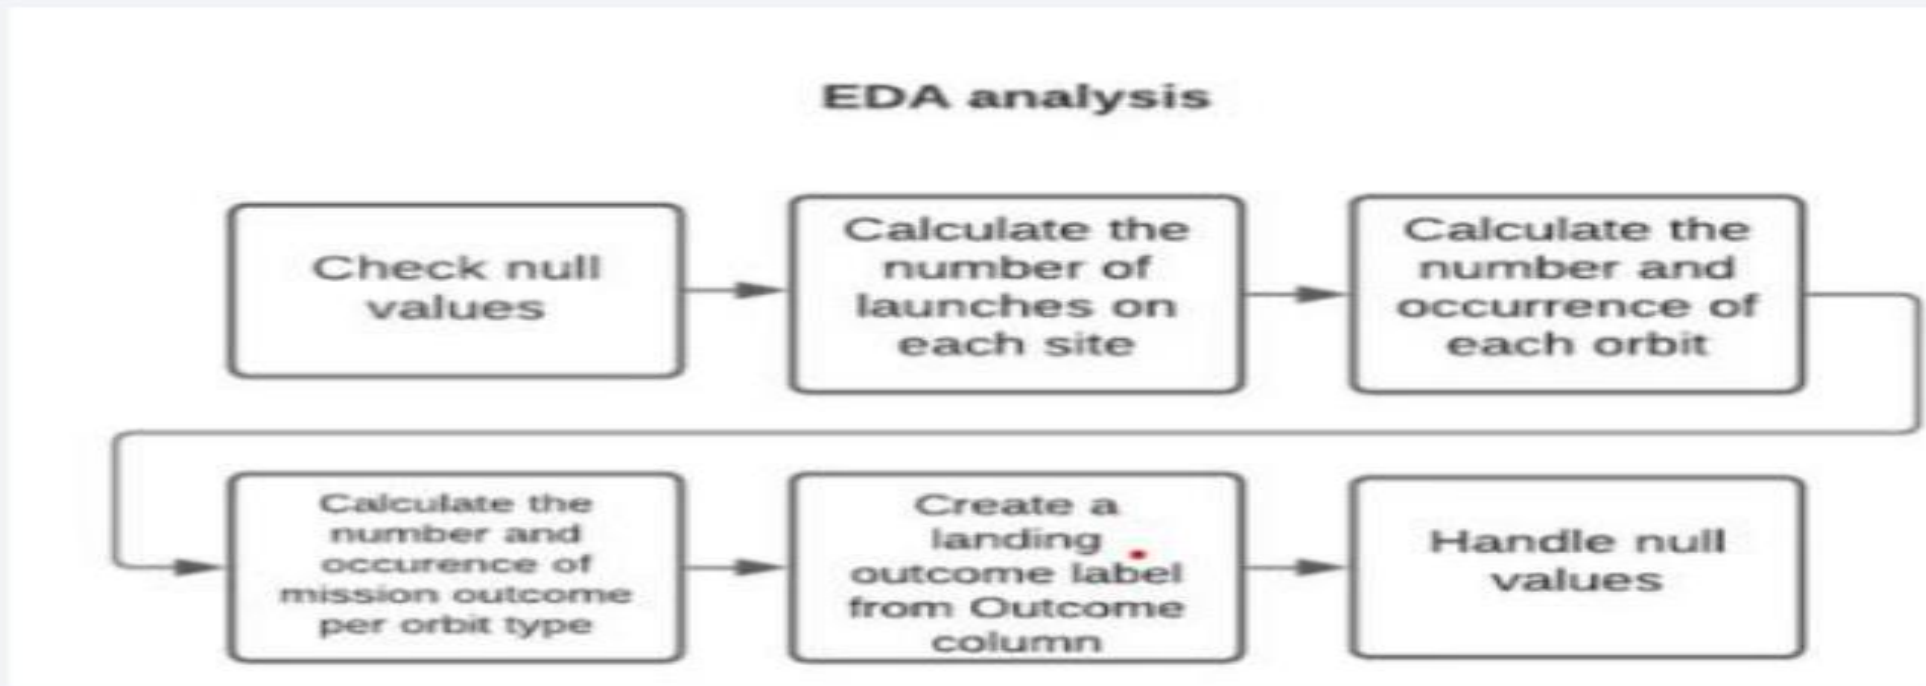 EDA analysis
Check null
values
Calculate the
number of
launches on
each site
Calculate the
number and
occurrence of
each orbit
Calculate the
number and
occurence of
mission outcome
per orbit type
Create a
landing
outcome label
from Outcome
column
Handle null
values